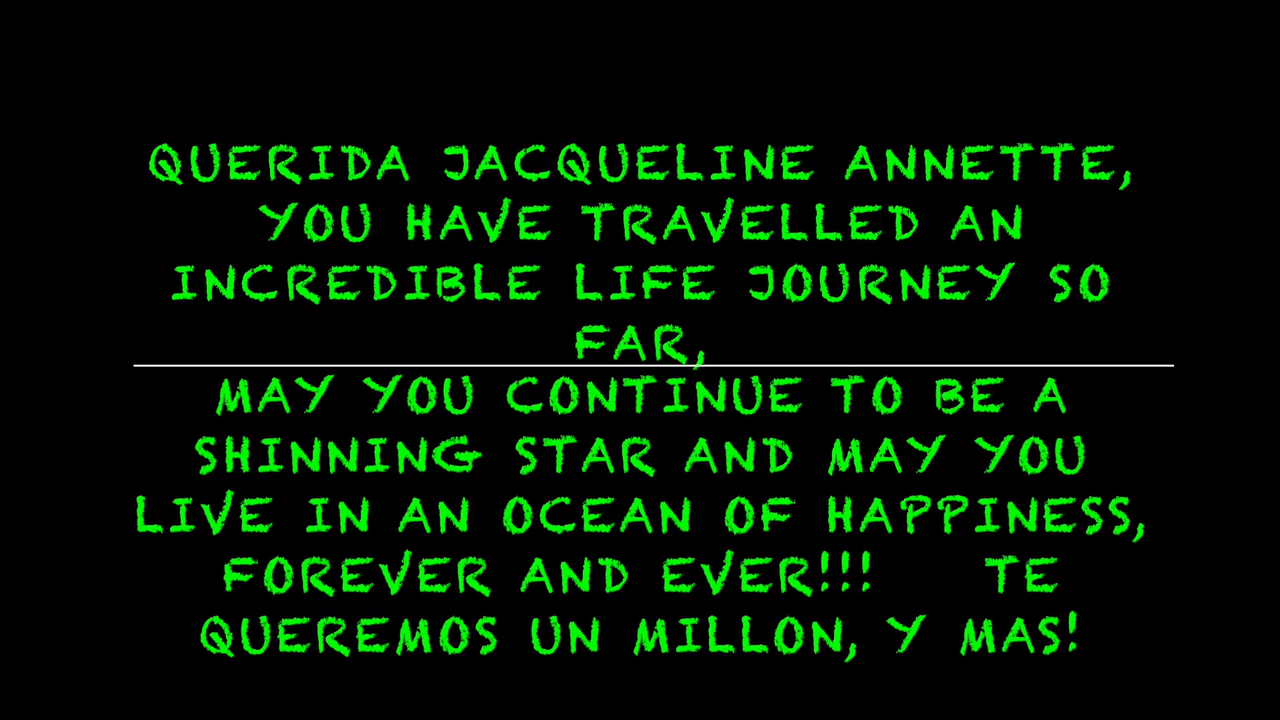 QUERIDA JACQUELINE ANNETTE,
YOU HAVE TRAVELLED AN
INCREDIBLE LIFE JOURNEY SO
FAR,
MAY YOU CONTINUE TO BE A
SHINNING STAR AND MAY YOU
LIVE IN AN OCEAN OF HAPPINESS,
FOREVER AND EVER!!! TE
QUEREMOS UN MILLON, Y MAS!